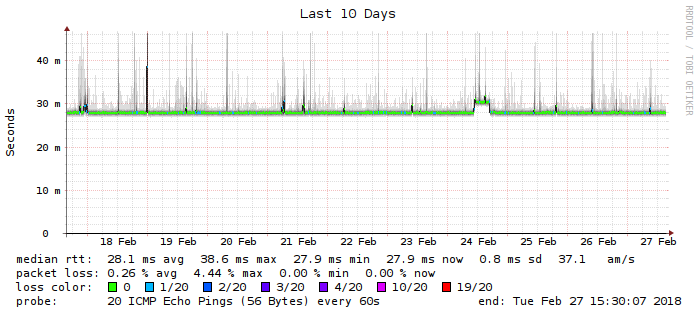 Last 10 Days
RRDTOOL / TOBI OETIKER
Seconds
40 m
30 m
20 m
10 m
0
18 Feb 19 Feb 20 Feb 21 Feb 22 Feb 23 Feb 24 Feb 25 Feb 26 Feb 27 Feb
median rtt: 28.1 ms avg 38.6 ms max 27.9 ms min 27.9 ms now 0.8 ms sd 37.1 am/s
packet loss: 0.26 % avg 4.44 % max 0.00 % min 0.00 % now
loss color: 0 1/20 2/20 3/20 4/20 10/20 19/20
probe: 20 ICMP Echo Pings (56 Bytes) every 60s end: Tue Feb 27 15:30:07 2018